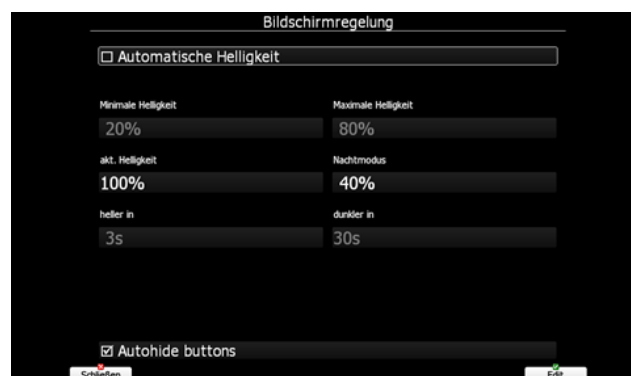 Bildschirmregelung
Automatische Helligkeit
Minimale Helligkeit Maximale Helligkeit
20% 80%
akt. Helligkeit Nachtmodus
100% 40%
heller in dunkler in
3s 30s
Autohide buttons
Schließen Edit